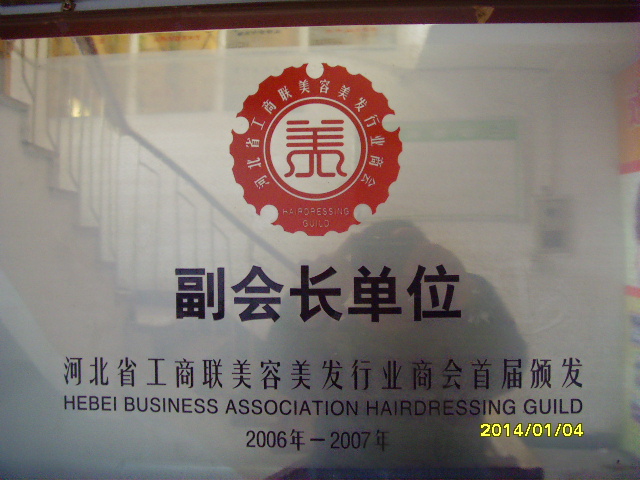 河北省工商联美容美发行业商会
美
HAIRDRESSING
GUILD
副会长单位
河北省工商联美容美发行业商会首届颁发
HEBEI BUSINESS ASSOCIATION HAIRDRESSING GUILD
2006年－2007年
2014/01/04